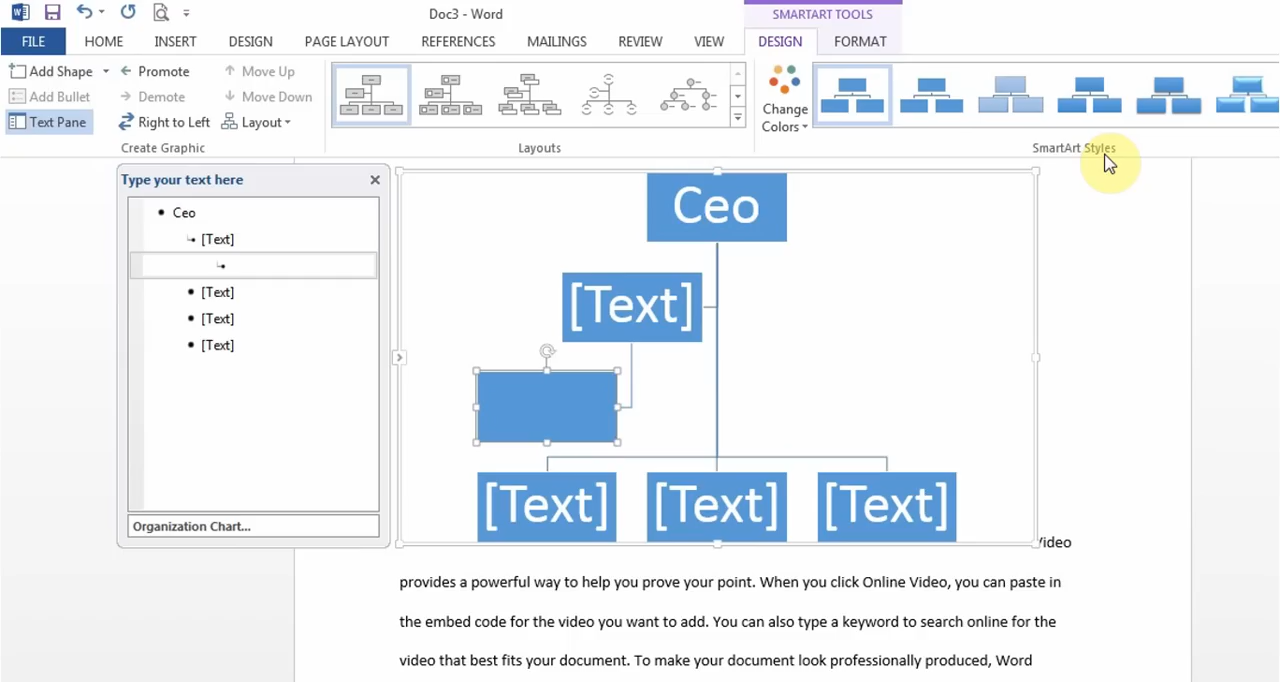 Doc3 - Word
SMARTART TOOLS
FILE HOME INSERT DESIGN PAGE LAYOUT REFERENCES MAILINGS REVIEW VIEW DESIGN FORMAT
Add Shape Promote Move Up
Add Bullet Demote Move Down
Text Pane Right to Left Layout
Create Graphic
Layouts
Change
Colors
SmartArt Styles
Type your text here
Ceo
[Text]
[Text]
[Text]
[Text]
Organization Chart...
Ceo
[Text]
[Text] [Text] [Text]
Video
provides a powerful way to help you prove your point. When you click Online Video, you can paste in
the embed code for the video you want to add. You can also type a keyword to search online for the
video that best fits your document. To make your document look professionally produced, Word